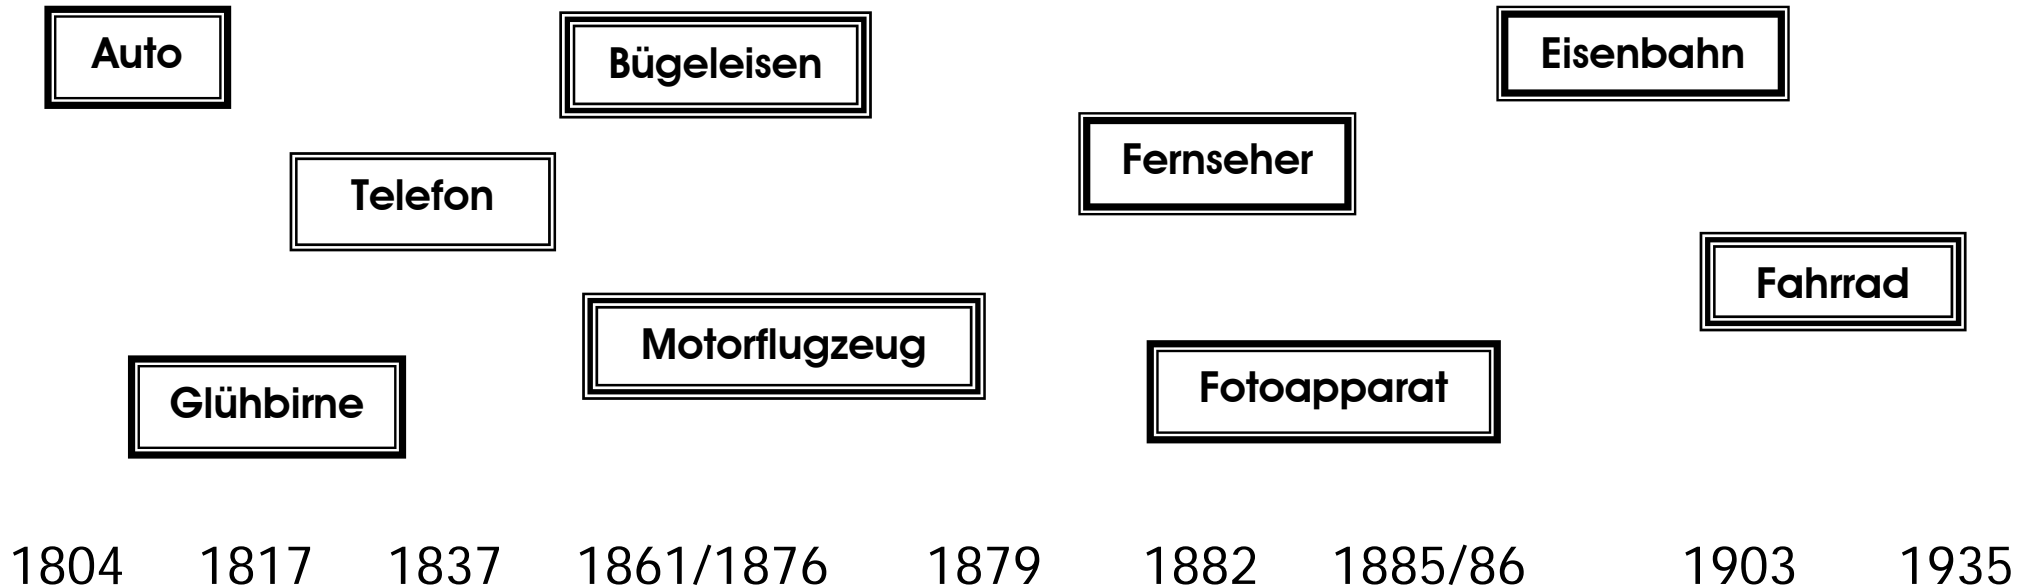 Auto
Bügeleisen
Eisenbahn
Fernseher
Telefon
Fahrrad
Motorflugzeug
Fotoapparat
Glühbirne
1804 1817 1837 1861/1876 1879 1882 1885/86 1903 1935